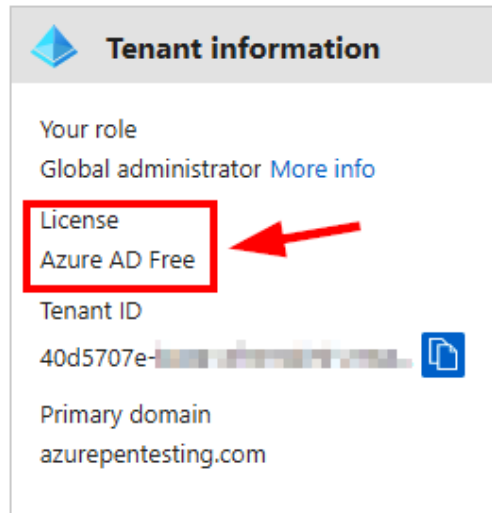 Tenant information
Your role
Global administrator More info
License
Azure AD Free
Tenant ID
40d5707e-
Primary domain
azurepentesting.com